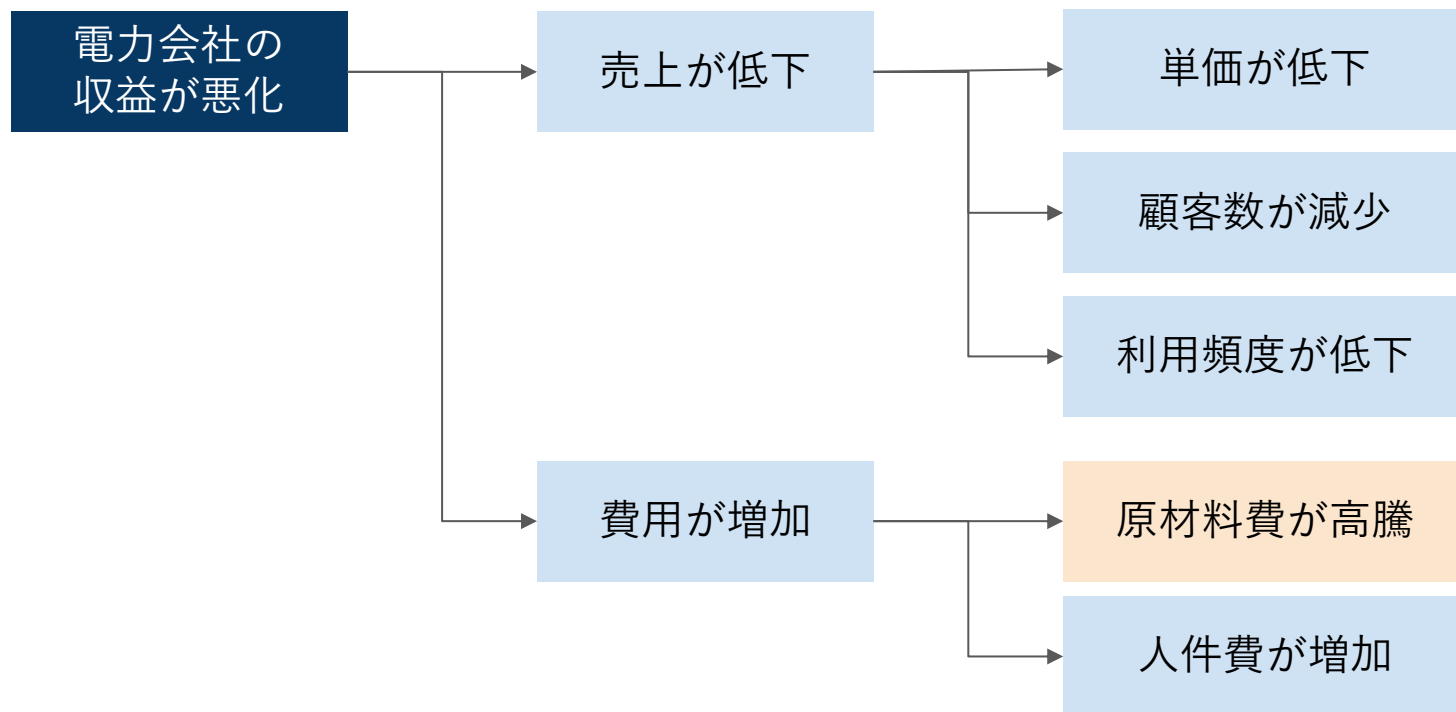 電力会社の
収益が悪化
売上が低下
単価が低下
顧客数が減少
利用頻度が低下
費用が増加
原材料費が高騰
人件費が増加